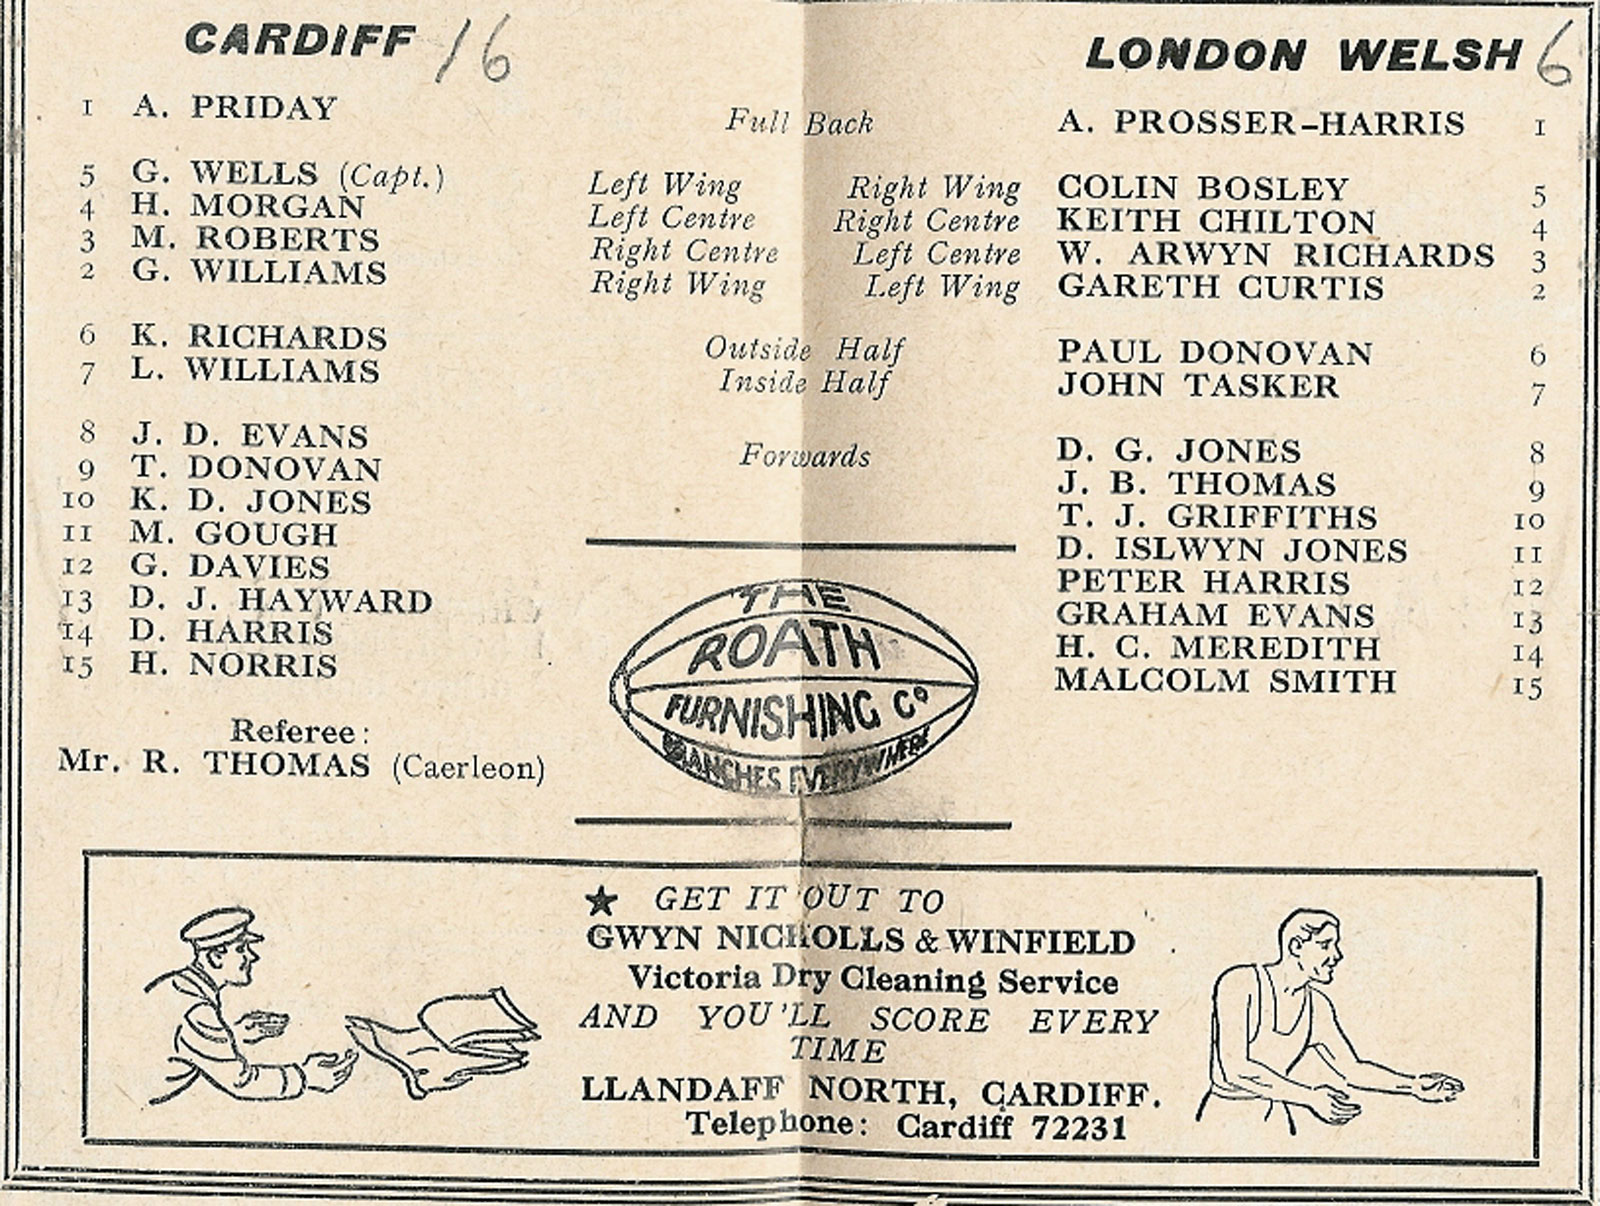 CARDIFF 16
LONDON WELSH 6
1 A. PRIDAY Full Back A. PROSSER-HARRIS 1
5 G. WELLS (Capt.) Left Wing Right Wing COLIN BOSLEY 5
4 H. MORGAN Left Centre Right Centre KEITH CHILTON 4
3 M. ROBERTS Right Centre Left Centre W. ARWYN RICHARDS 3
2 G. WILLIAMS Right Wing Left Wing GARETH CURTIS 2
6 K. RICHARDS Outside Half PAUL DONOVAN 6
7 L. WILLIAMS Inside Half JOHN TASKER 7
8 J. D. EVANS Forwards D. G. JONES 8
9 T. DONOVAN J. B. THOMAS 9
10 K. D. JONES T. J. GRIFFITHS 10
11 M. GOUGH D. ISLWYN JONES 11
12 G. DAVIES PETER HARRIS 12
13 D. J. HAYWARD GRAHAM EVANS 13
14 D. HARRIS H. C. MEREDITH 14
15 H. NORRIS MALCOLM SMITH 15
Referee:
Mr. R. THOMAS (Caerleon)
THE
ROATH
FURNISHING Co
BRANCHES EVERYWHERE
★ GET IT OUT TO
GWYN NICHOLLS & WINFIELD
Victoria Dry Cleaning Service
AND YOU'LL SCORE EVERY
TIME
LLANDAFF NORTH, CARDIFF.
Telephone: Cardiff 72231